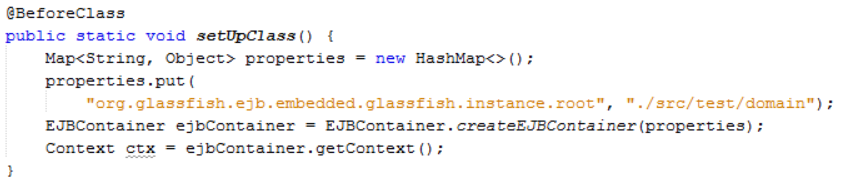 @BeforeClass
public static void setUpClass() {
    Map<String, Object> properties = new HashMap<>();
    properties.put(
        "org.glassfish.ejb.embedded.glassfish.instance.root", "./src/test/domain");
    EJBContainer ejbContainer = EJBContainer.createEJBContainer(properties);
    Context ctx = ejbContainer.getContext();
}